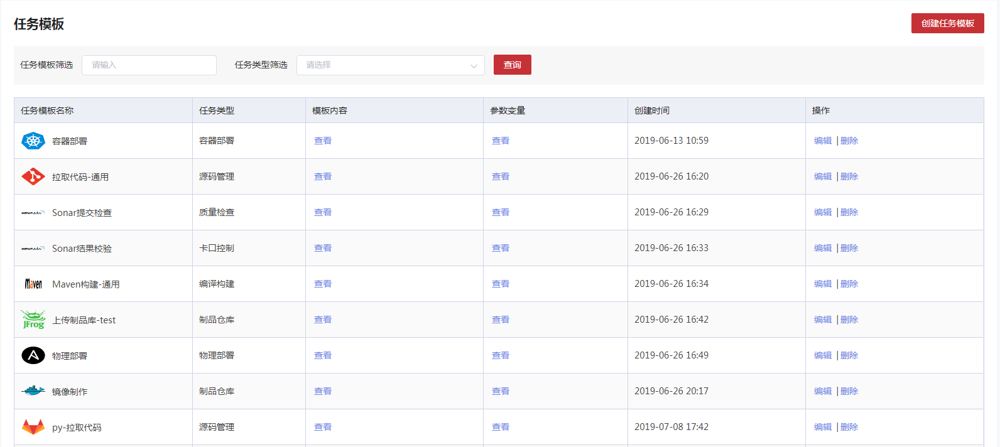 任务模板
创建任务模板
任务模板筛选 请输入 任务类型筛选 请选择 查询
任务模板名称 任务类型 模板内容 参数变量 创建时间 操作
容器部署 容器部署 查看 查看 2019-06-13 10:59 编辑 | 删除
拉取代码-通用 源码管理 查看 查看 2019-06-26 16:20 编辑 | 删除
sonarqube Sonar提交检查 质量检查 查看 查看 2019-06-26 16:29 编辑 | 删除
sonarqube Sonar结果校验 卡口控制 查看 查看 2019-06-26 16:33 编辑 | 删除
maven Maven构建-通用 编译构建 查看 查看 2019-06-26 16:34 编辑 | 删除
JFrog 上传制品库-test 制品仓库 查看 查看 2019-06-26 16:42 编辑 | 删除
物理部署 物理部署 查看 查看 2019-06-26 16:49 编辑 | 删除
镜像制作 制品仓库 查看 查看 2019-06-26 20:17 编辑 | 删除
py-拉取代码 源码管理 查看 查看 2019-07-08 17:42 编辑 | 删除